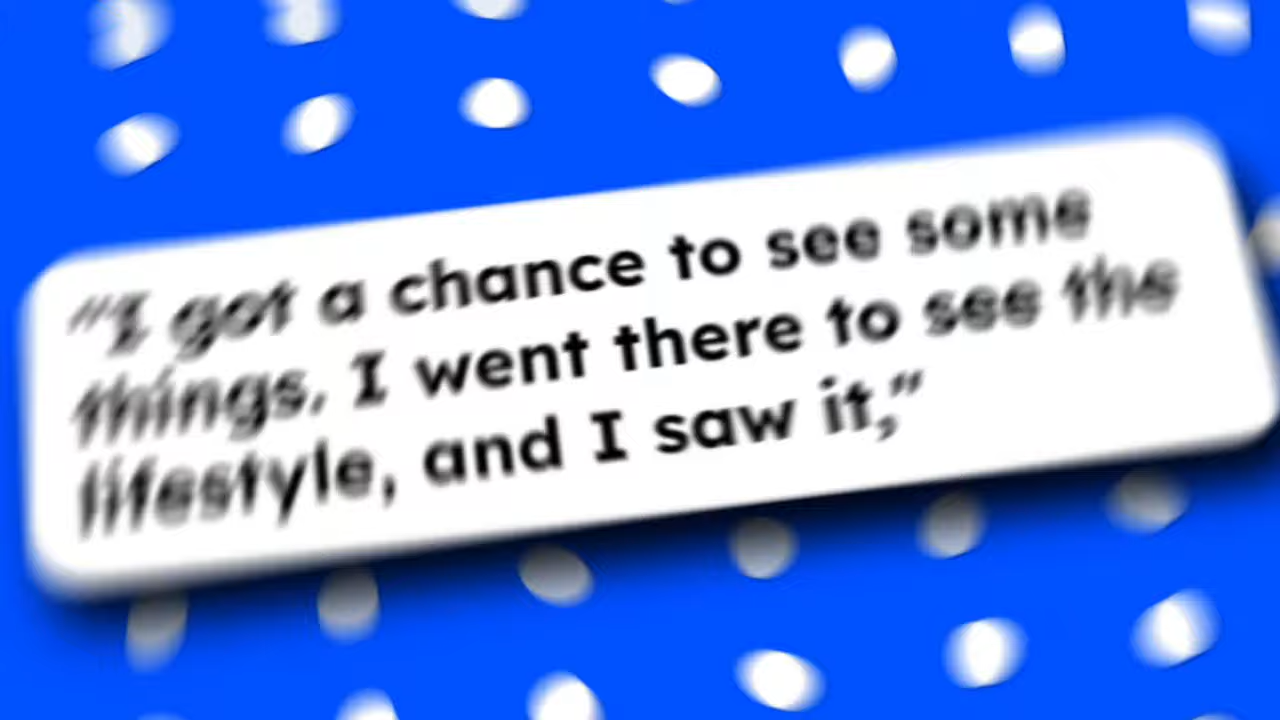 “I got a chance to see some
things. I went there to see the
lifestyle, and I saw it,”